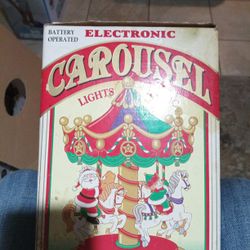 BATTERY
OPERATED
ELECTRONIC
CAROUSEL
LIGHTS